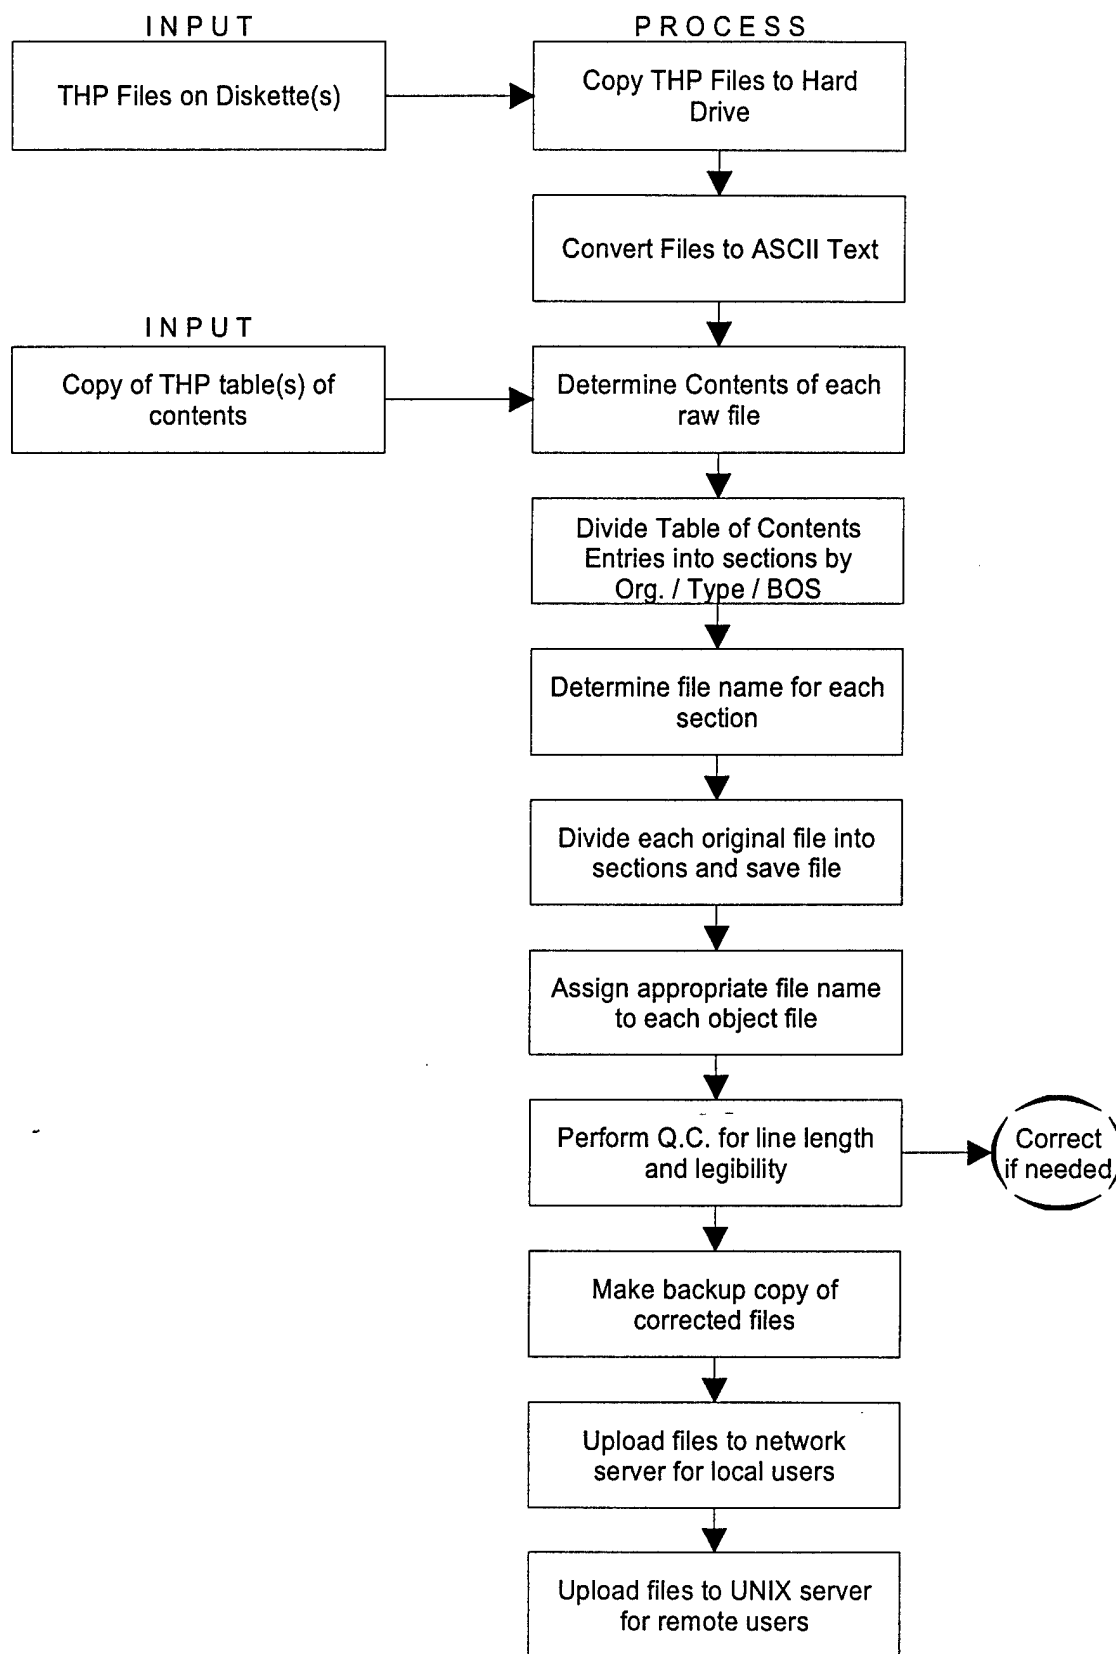 INPUT
PROCESS
THP Files on Diskette(s)
Copy THP Files to Hard
Drive
Convert Files to ASCII Text
INPUT
Copy of THP table(s) of
contents
Determine Contents of each
raw file
Divide Table of Contents
Entries into sections by
Org. / Type / BOS
Determine file name for each
section
Divide each original file into
sections and save file
Assign appropriate file name
to each object file
Perform Q.C. for line length
and legibility
Correct
if needed
Make backup copy of
corrected files
Upload files to network
server for local users
Upload files to UNIX server
for remote users